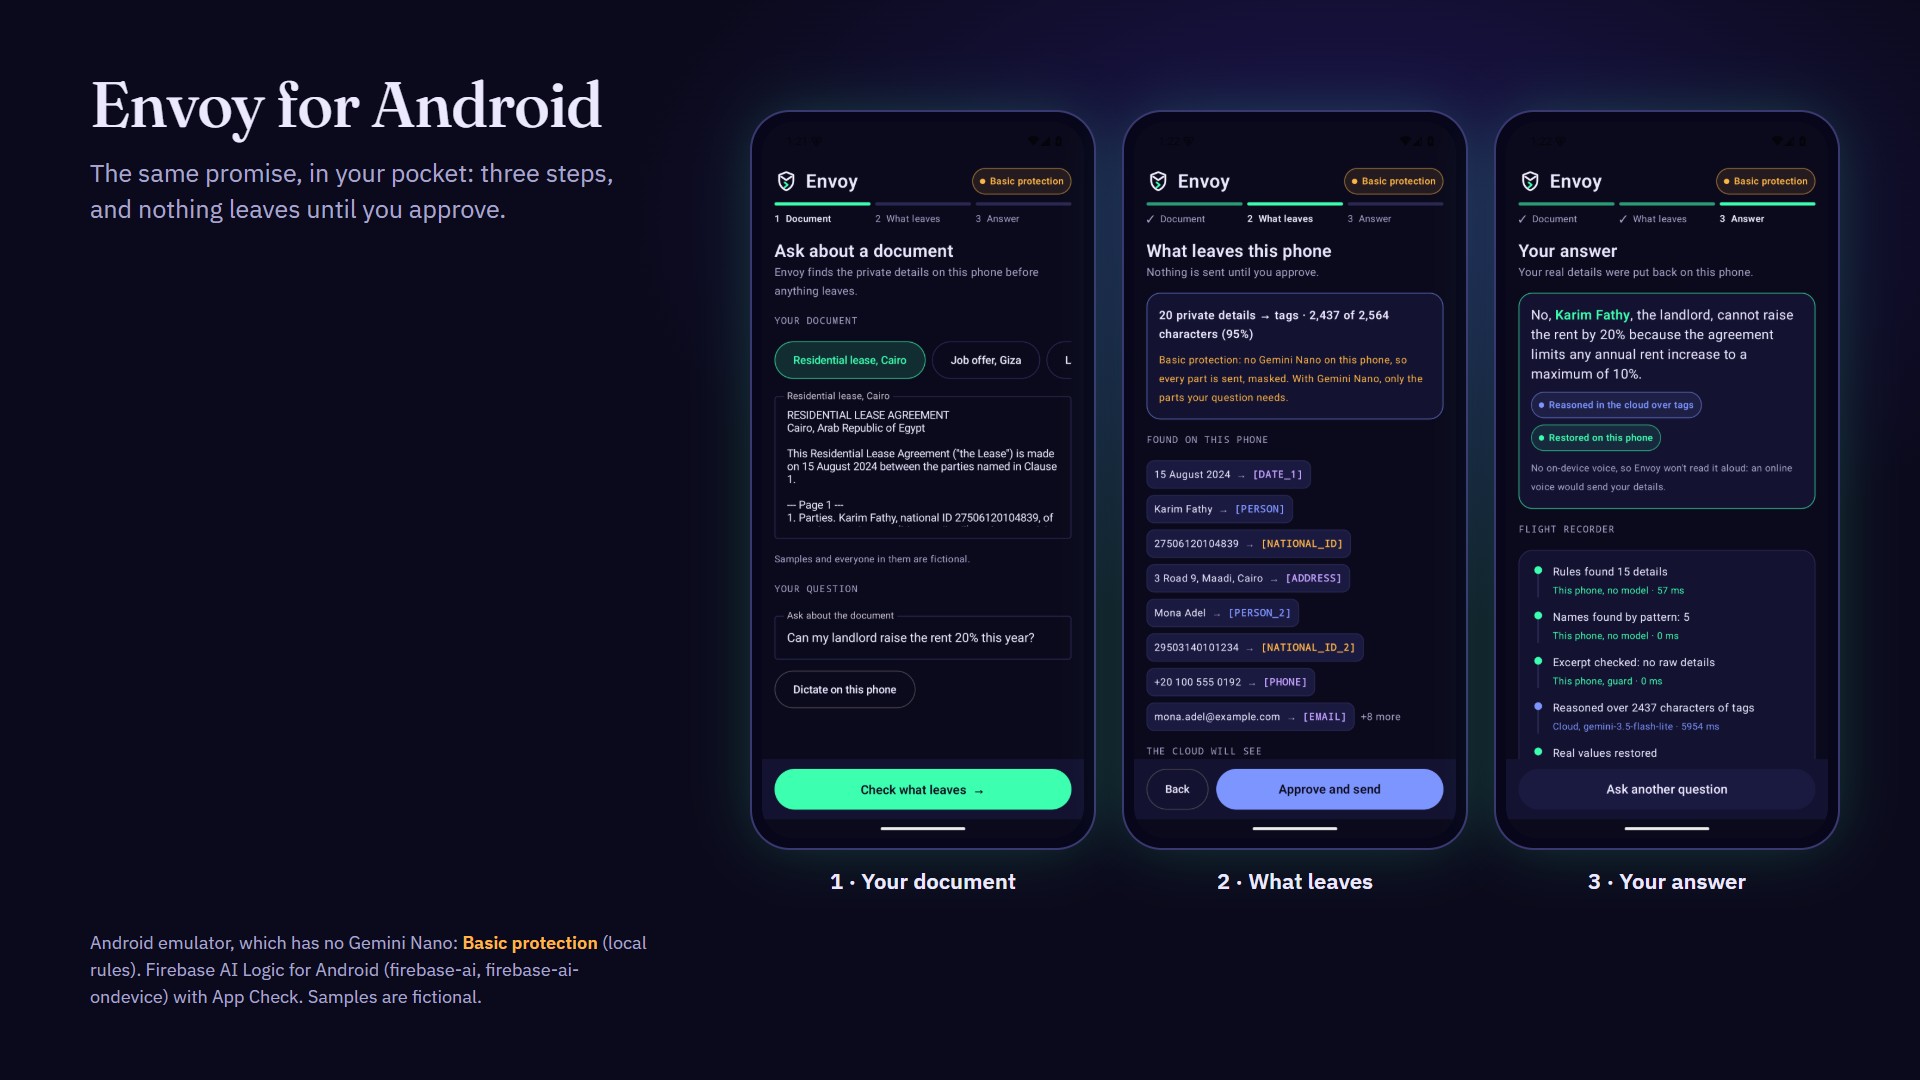 Envoy for Android
The same promise, in your pocket: three steps,
and nothing leaves until you approve.
Envoy
Basic protection
1 Document
2 What leaves
3 Answer
Ask about a document
Envoy finds the private details on this phone before
anything leaves.
YOUR DOCUMENT
Residential lease, Cairo
Job offer, Giza
L
Residential lease, Cairo
RESIDENTIAL LEASE AGREEMENT
Cairo, Arab Republic of Egypt
This Residential Lease Agreement ("the Lease") is made
on 15 August 2024 between the parties named in Clause
1.
--- Page 1 ---
1. Parties. Karim Fathy, national ID 27506120104839, of
Samples and everyone in them are fictional.
YOUR QUESTION
Ask about the document
Can my landlord raise the rent 20% this year?
Dictate on this phone
Check what leaves →
1 · Your document
Envoy
Basic protection
✓ Document
2 What leaves
3 Answer
What leaves this phone
Nothing is sent until you approve.
20 private details → tags · 2,437 of 2,564
characters (95%)
Basic protection: no Gemini Nano on this phone, so
every part is sent, masked. With Gemini Nano, only the
parts your question needs.
FOUND ON THIS PHONE
15 August 2024 → [DATE_1]
Karim Fathy → [PERSON]
27506120104839 → [NATIONAL_ID]
3 Road 9, Maadi, Cairo → [ADDRESS]
Mona Adel → [PERSON_2]
29503140101234 → [NATIONAL_ID_2]
+20 100 555 0192 → [PHONE]
mona.adel@example.com → [EMAIL] +8 more
THE CLOUD WILL SEE
Back
Approve and send
2 · What leaves
Envoy
Basic protection
✓ Document
✓ What leaves
3 Answer
Your answer
Your real details were put back on this phone.
No, Karim Fathy, the landlord, cannot raise
the rent by 20% because the agreement
limits any annual rent increase to a
maximum of 10%.
Reasoned in the cloud over tags
Restored on this phone
No on-device voice, so Envoy won't read it aloud: an online
voice would send your details.
FLIGHT RECORDER
Rules found 15 details
This phone, no model · 57 ms
Names found by pattern: 5
This phone, no model · 0 ms
Excerpt checked: no raw details
This phone, guard · 0 ms
Reasoned over 2437 characters of tags
Cloud, gemini-3.5-flash-lite · 5954 ms
Real values restored
Ask another question
3 · Your answer
Android emulator, which has no Gemini Nano: Basic protection (local
rules). Firebase AI Logic for Android (firebase-ai, firebase-ai-
ondevice) with App Check. Samples are fictional.